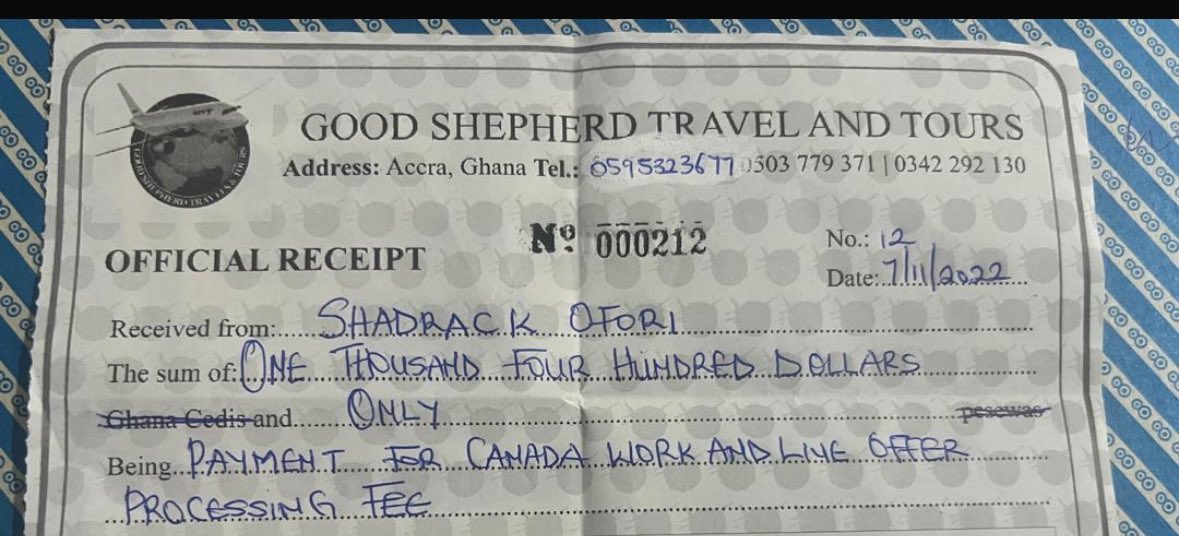 GOOD SHEPHERD TRAVEL AND TOURS
Address: Accra, Ghana Tel.: 0595323677 0503 779 371 | 0342 292 130
OFFICIAL RECEIPT
Nº 000212
No.: 12
Date: 7/11/2022
Received from: SHADRACK OFORI
The sum of: ONE THOUSAND FOUR HUNDRED DOLLARS
Ghana Cedis and ONLY pesewas
Being PAYMENT FOR CANADA WORK AND LIVE OFFER
PROCESSING FEE